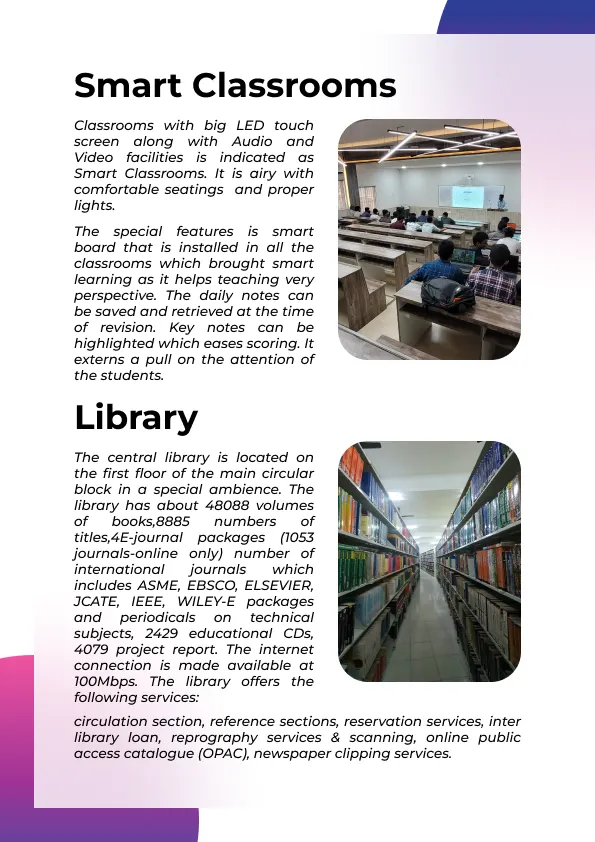 Smart Classrooms
Classrooms with big LED touch
screen along with Audio and
Video facilities is indicated as
Smart Classrooms. It is airy with
comfortable seatings and proper
lights.
The special features is smart
board that is installed in all the
classrooms which brought smart
learning as it helps teaching very
perspective. The daily notes can
be saved and retrieved at the time
of revision. Key notes can be
highlighted which eases scoring. It
externs a pull on the attention of
the students.
Library
The central library is located on
the first floor of the main circular
block in a special ambience. The
library has about 48088 volumes
of books,8885 numbers of
titles,4E-journal packages (1053
journals-online only) number of
international journals which
includes ASME, EBSCO, ELSEVIER,
JCATE, IEEE, WILEY-E packages
and periodicals on technical
subjects, 2429 educational CDs,
4079 project report. The internet
connection is made available at
100Mbps. The library offers the
following services:
circulation section, reference sections, reservation services, inter
library loan, reprography services & scanning, online public
access catalogue (OPAC), newspaper clipping services.